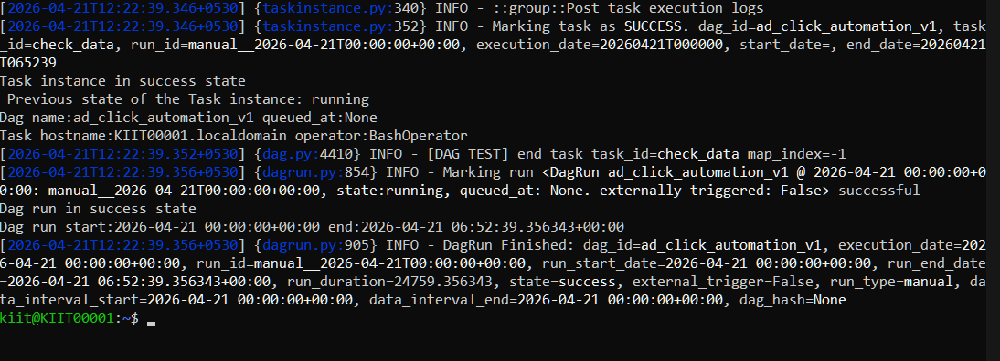 [2026-04-21T12:22:39.346+0530] {taskinstance.py:340} INFO - ::group::Post task execution logs
[2026-04-21T12:22:39.346+0530] {taskinstance.py:352} INFO - Marking task as SUCCESS. dag_id=ad_click_automation_v1, task
_id=check_data, run_id=manual__2026-04-21T00:00:00+00:00, execution_date=20260421T000000, start_date=, end_date=20260421
T065239
Task instance in success state
 Previous state of the Task instance: running
Dag name:ad_click_automation_v1 queued_at:None
Task hostname:KIIT00001.localdomain operator:BashOperator
[2026-04-21T12:22:39.352+0530] {dag.py:4410} INFO - [DAG TEST] end task task_id=check_data map_index=-1
[2026-04-21T12:22:39.356+0530] {dagrun.py:854} INFO - Marking run <DagRun ad_click_automation_v1 @ 2026-04-21 00:00:00+0
0:00: manual__2026-04-21T00:00:00+00:00, state:running, queued_at: None. externally triggered: False> successful
Dag run in success state
Dag run start:2026-04-21 00:00:00+00:00 end:2026-04-21 06:52:39.356343+00:00
[2026-04-21T12:22:39.356+0530] {dagrun.py:905} INFO - DagRun Finished: dag_id=ad_click_automation_v1, execution_date=202
6-04-21 00:00:00+00:00, run_id=manual__2026-04-21T00:00:00+00:00, run_start_date=2026-04-21 00:00:00+00:00, run_end_date
=2026-04-21 06:52:39.356343+00:00, run_duration=24759.356343, state=success, external_trigger=False, run_type=manual, da
ta_interval_start=2026-04-21 00:00:00+00:00, data_interval_end=2026-04-21 00:00:00+00:00, dag_hash=None
kiit@KIIT00001:~$